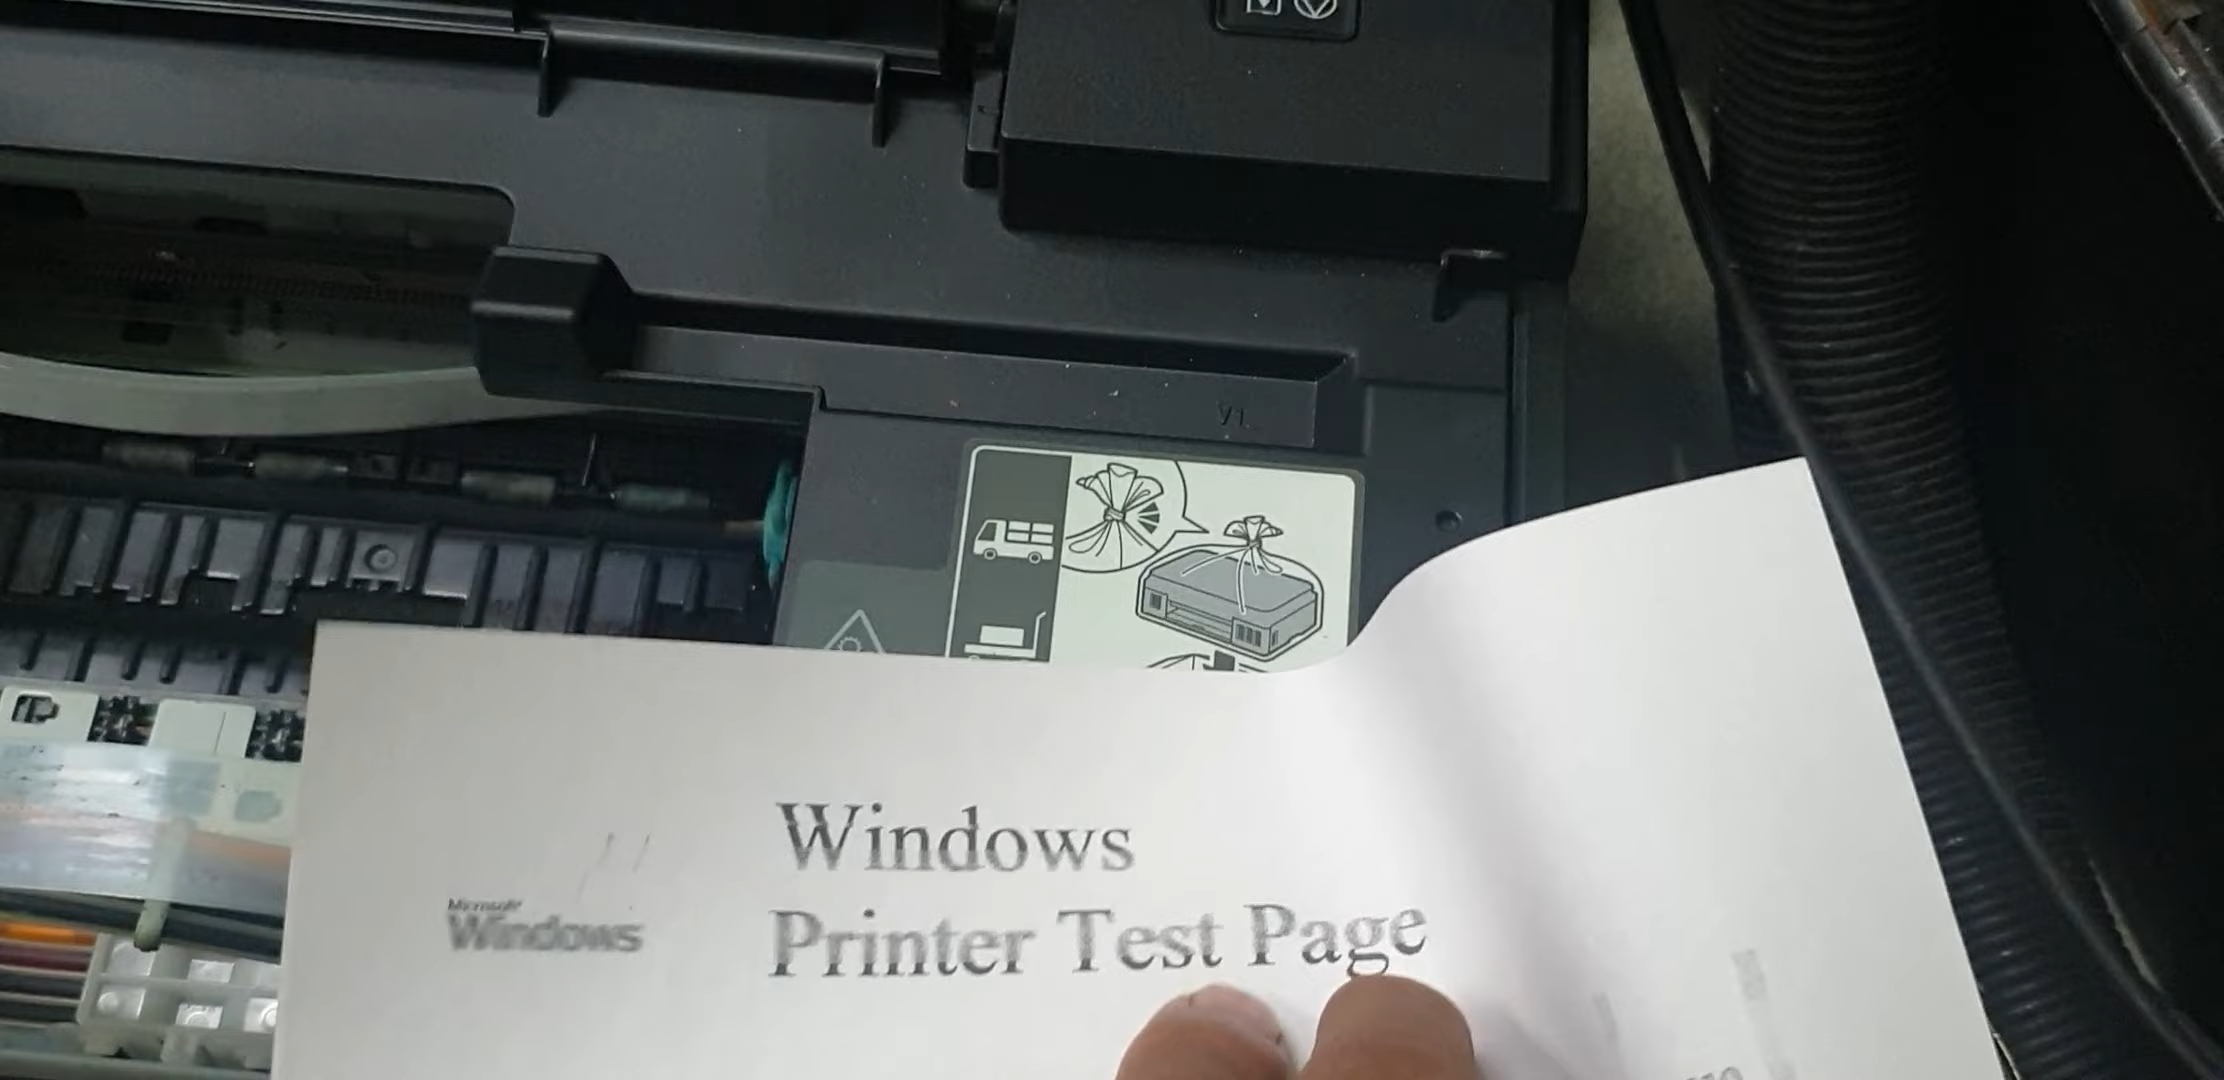 V1
Windows
Printer Test Page
Microsoft
Windows